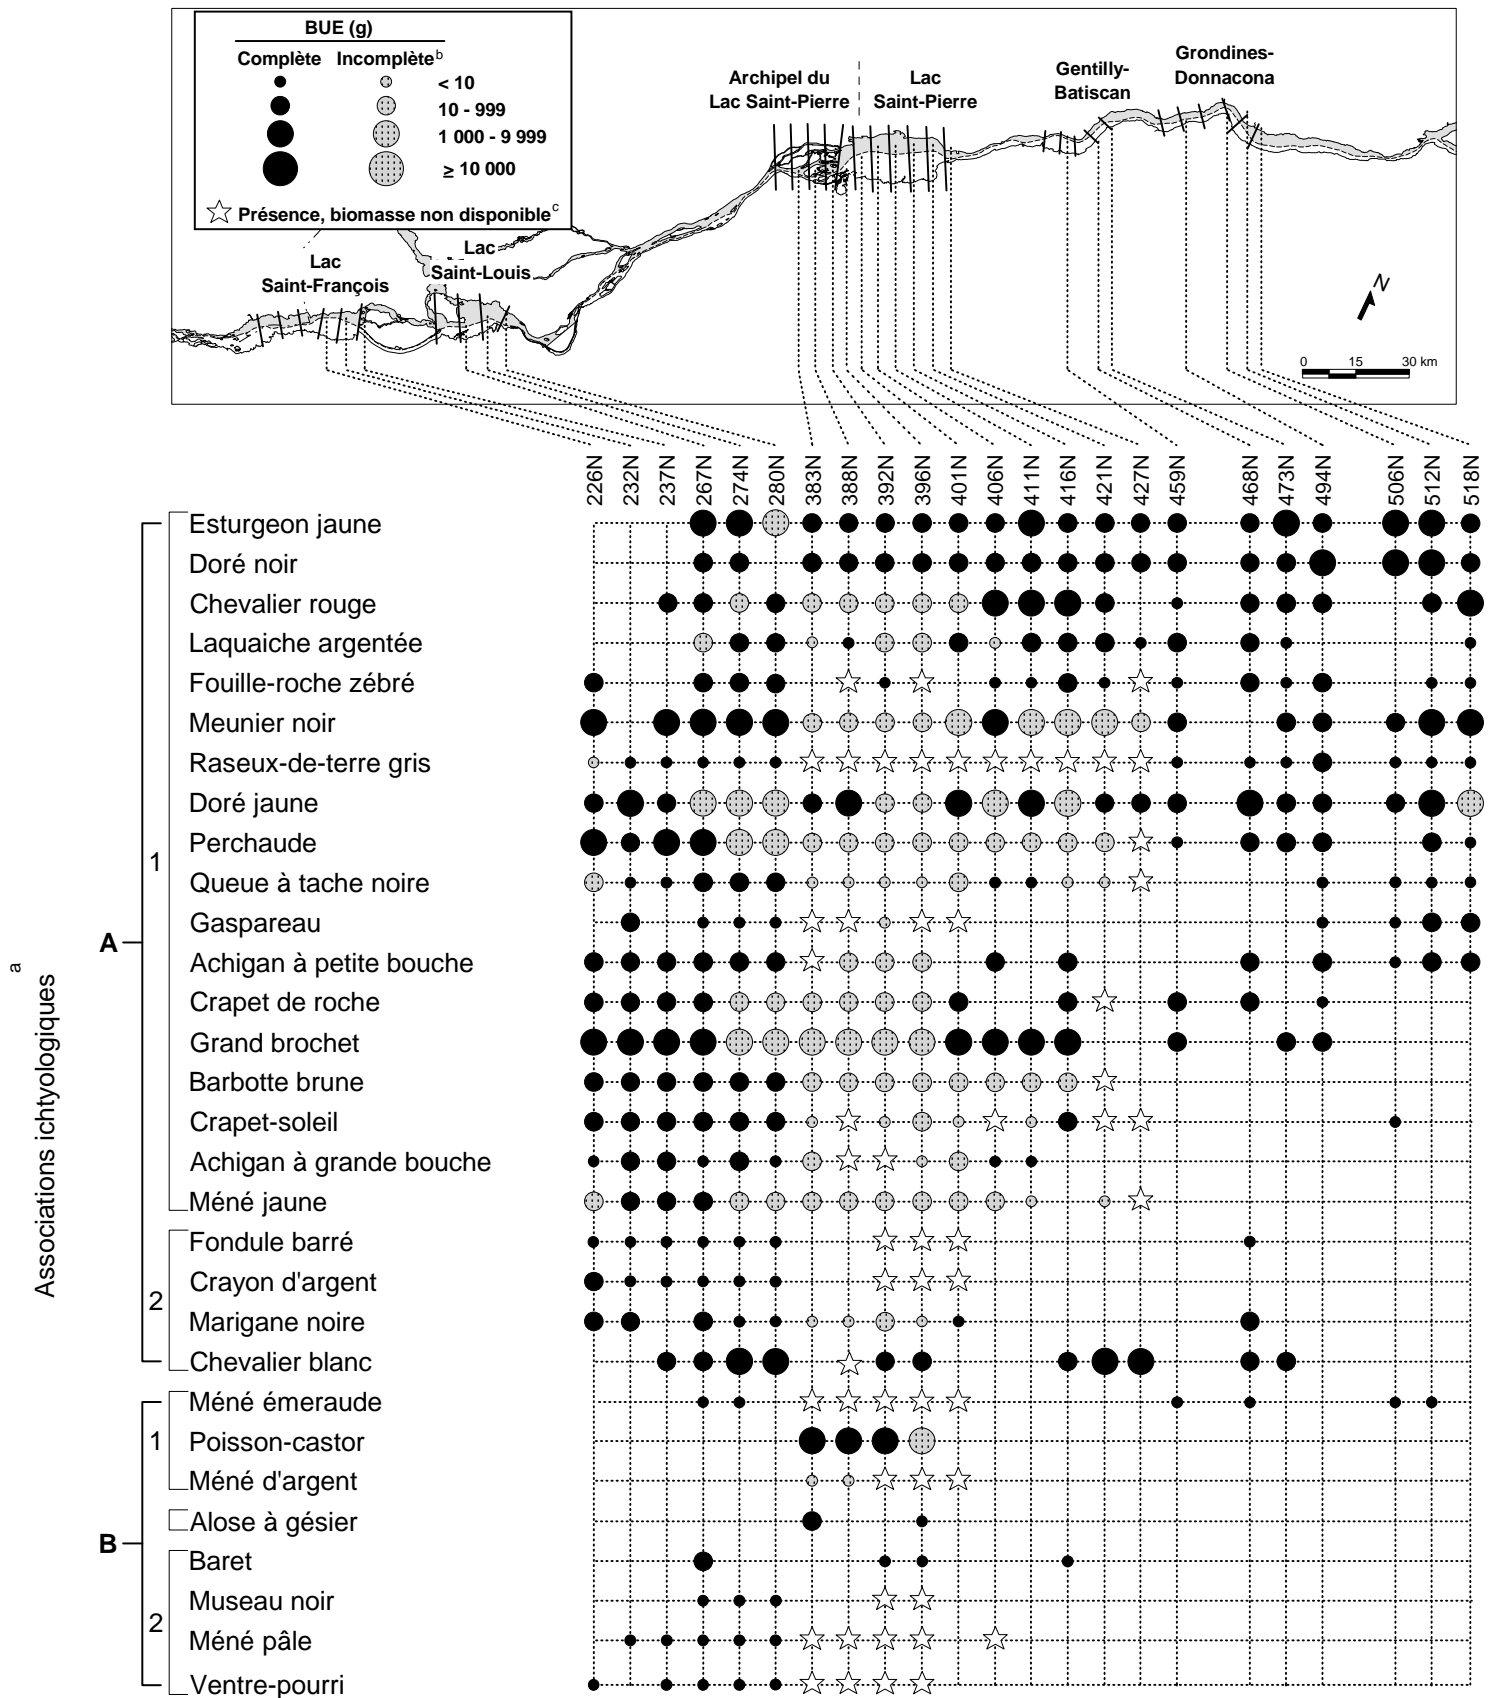 BUE (g)
Complète Incomplète b
< 10
10 - 999
1 000 - 9 999
≥ 10 000
Présence, biomasse non disponible c
Archipel du
Lac Saint-Pierre
Lac
Saint-Pierre
Gentilly-
Batiscan
Grondines-
Donnacona
Lac
Saint-François
Lac
Saint-Louis
N
0 15 30 km
226N 232N 237N 267N 274N 280N 383N 388N 392N 396N 401N 406N 411N 416N 421N 427N 459N 468N 473N 494N 506N 512N 518N
Associations ichtyologiques a
A
1
Esturgeon jaune
Doré noir
Chevalier rouge
Laquaiche argentée
Fouille-roche zébré
Meunier noir
Raseux-de-terre gris
Doré jaune
Perchaude
Queue à tache noire
Gaspareau
Achigan à petite bouche
Crapet de roche
Grand brochet
Barbotte brune
Crapet-soleil
Achigan à grande bouche
Méné jaune
2
Fondule barré
Crayon d'argent
Marigane noire
Chevalier blanc
B
1
Méné émeraude
Poisson-castor
Méné d'argent
Alose à gésier
2
Baret
Museau noir
Méné pâle
Ventre-pourri